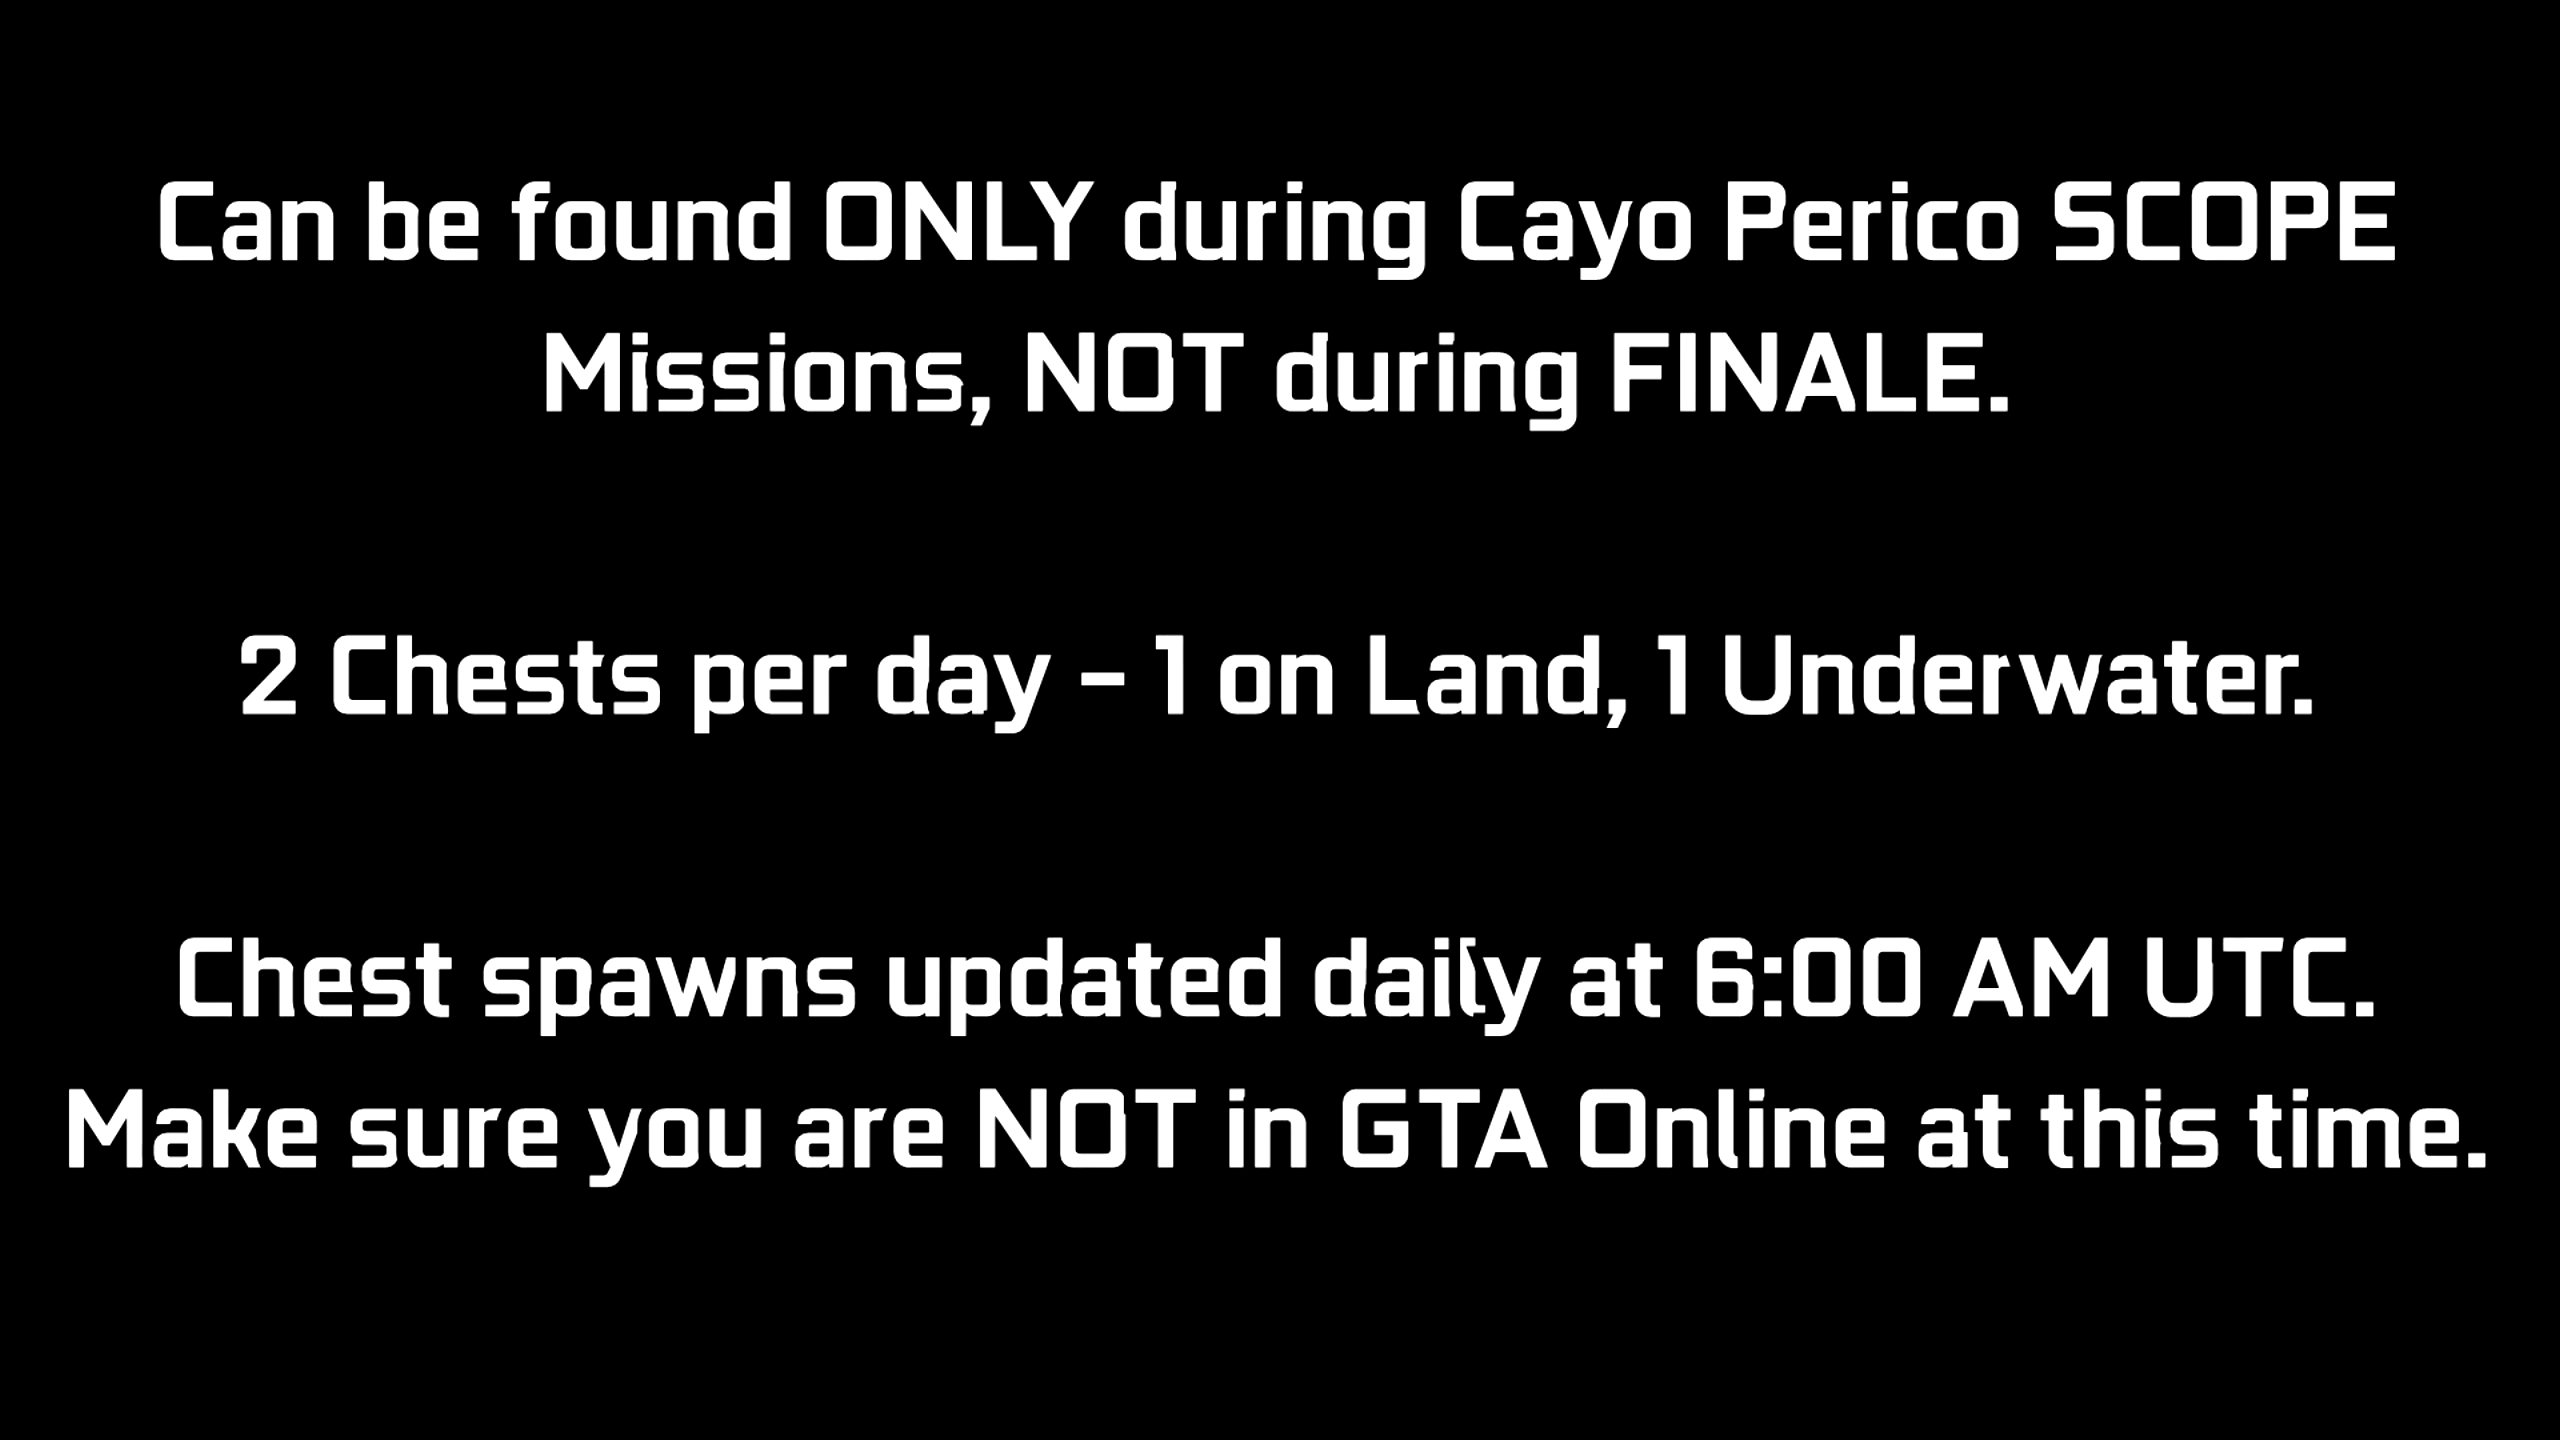 Can be found ONLY during Cayo Perico SCOPE
Missions, NOT during FINALE.
2 Chests per day - 1 on Land, 1 Underwater.
Chest spawns updated daily at 6:00 AM UTC.
Make sure you are NOT in GTA Online at this time.